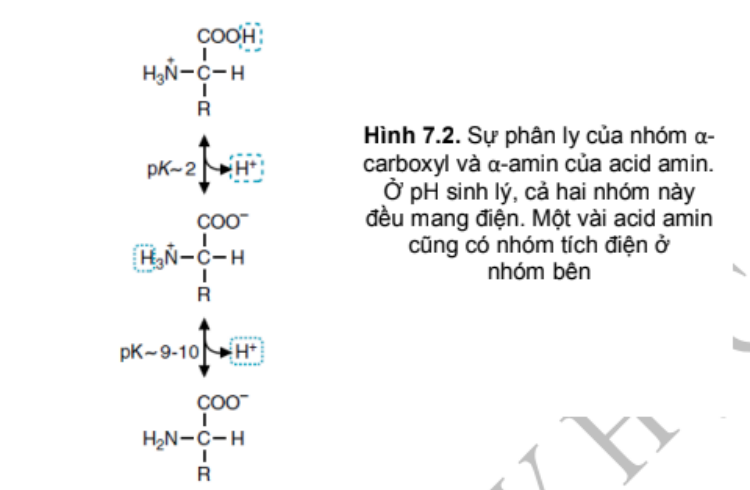 COOH
H₃N⁺–C–H
R
pK~2
H⁺
COO⁻
H₃N⁺–C–H
R
pK~9-10
H⁺
COO⁻
H₂N–C–H
R
Hình 7.2. Sự phân ly của nhóm α-
carboxyl và α-amin của acid amin.
Ở pH sinh lý, cả hai nhóm này
đều mang điện. Một vài acid amin
cũng có nhóm tích điện ở
nhóm bên